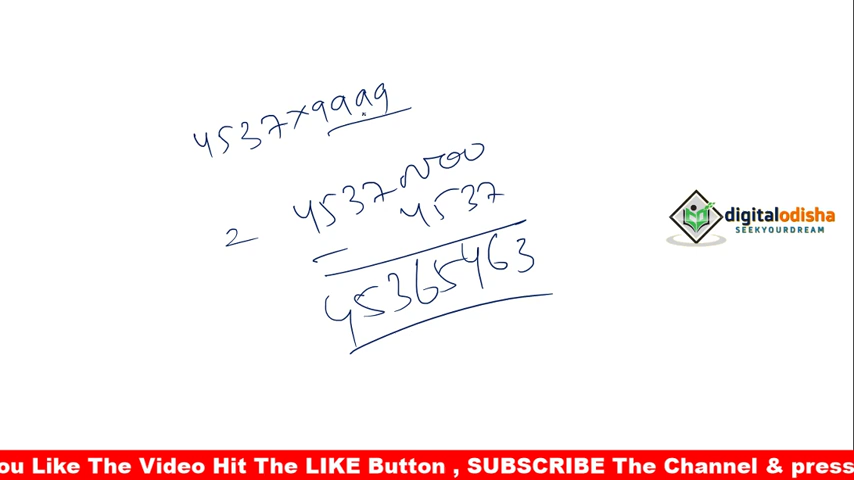 4537×9999
= 45370000
- 4537
45365463
digitalodisha
SEEKYOURDREAM
ou Like The Video Hit The LIKE Button , SUBSCRIBE The Channel & press